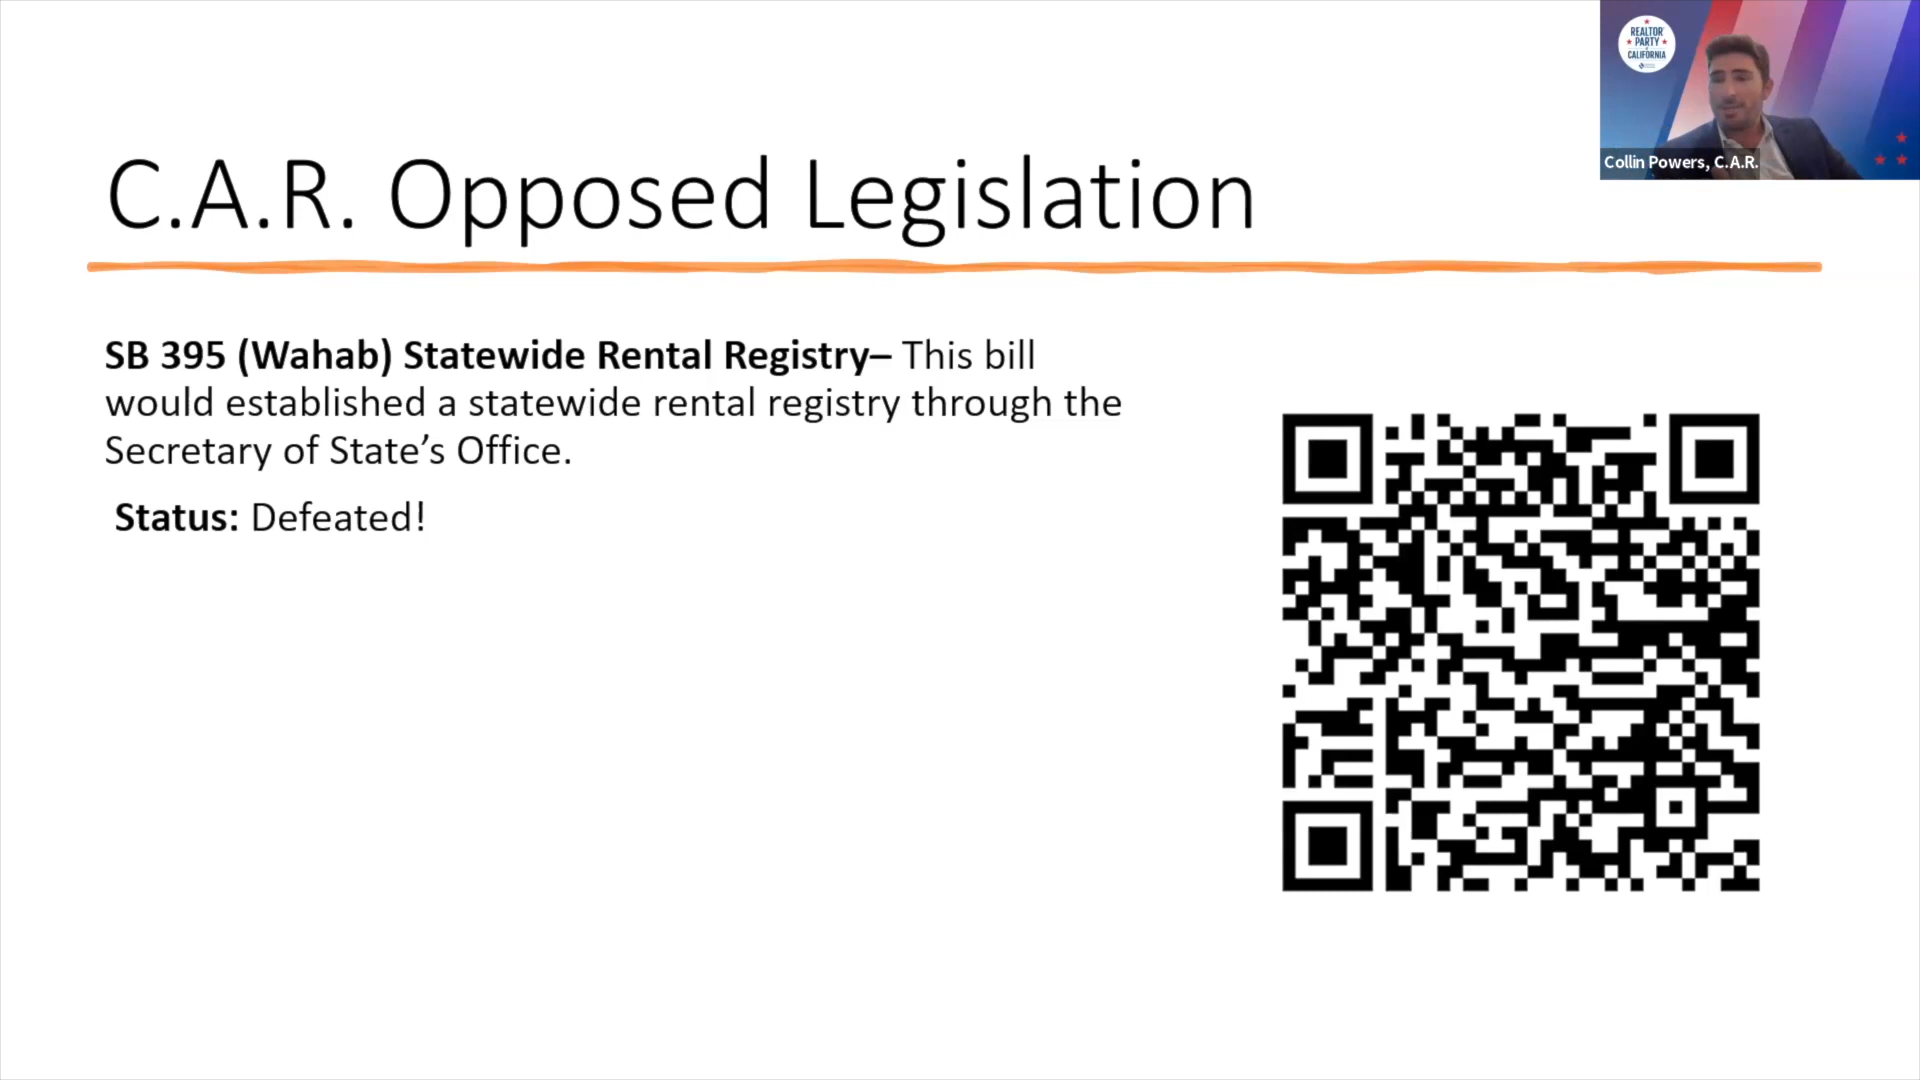 REALTOR
PARTY
CALIFORNIA
Collin Powers, C.A.R.
C.A.R. Opposed Legislation
SB 395 (Wahab) Statewide Rental Registry– This bill
would established a statewide rental registry through the
Secretary of State’s Office.
Status: Defeated!